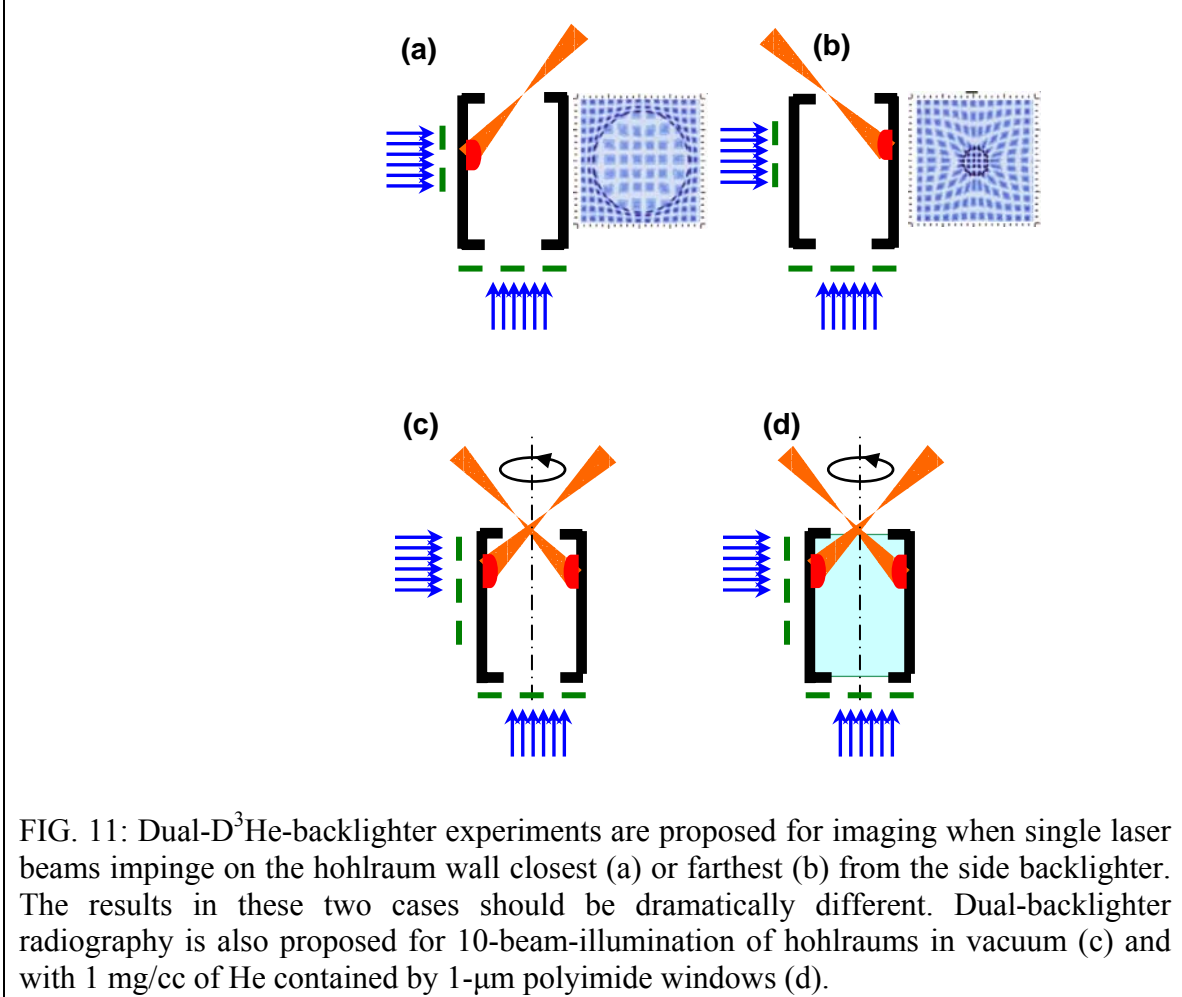 (a)
(b)
(c)
(d)
FIG. 11: Dual-D³He-backlighter experiments are proposed for imaging when single laser
beams impinge on the hohlraum wall closest (a) or farthest (b) from the side backlighter.
The results in these two cases should be dramatically different. Dual-backlighter
radiography is also proposed for 10-beam-illumination of hohlraums in vacuum (c) and
with 1 mg/cc of He contained by 1-μm polyimide windows (d).